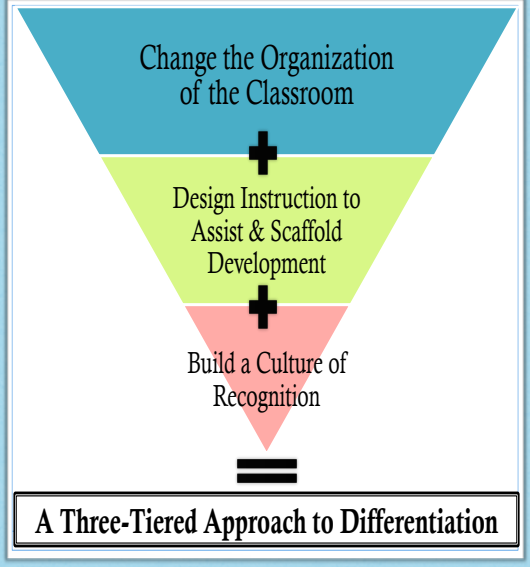 Change the Organization
of the Classroom
+
Design Instruction to
Assist & Scaffold
Development
+
Build a Culture of
Recognition
=
A Three-Tiered Approach to Differentiation